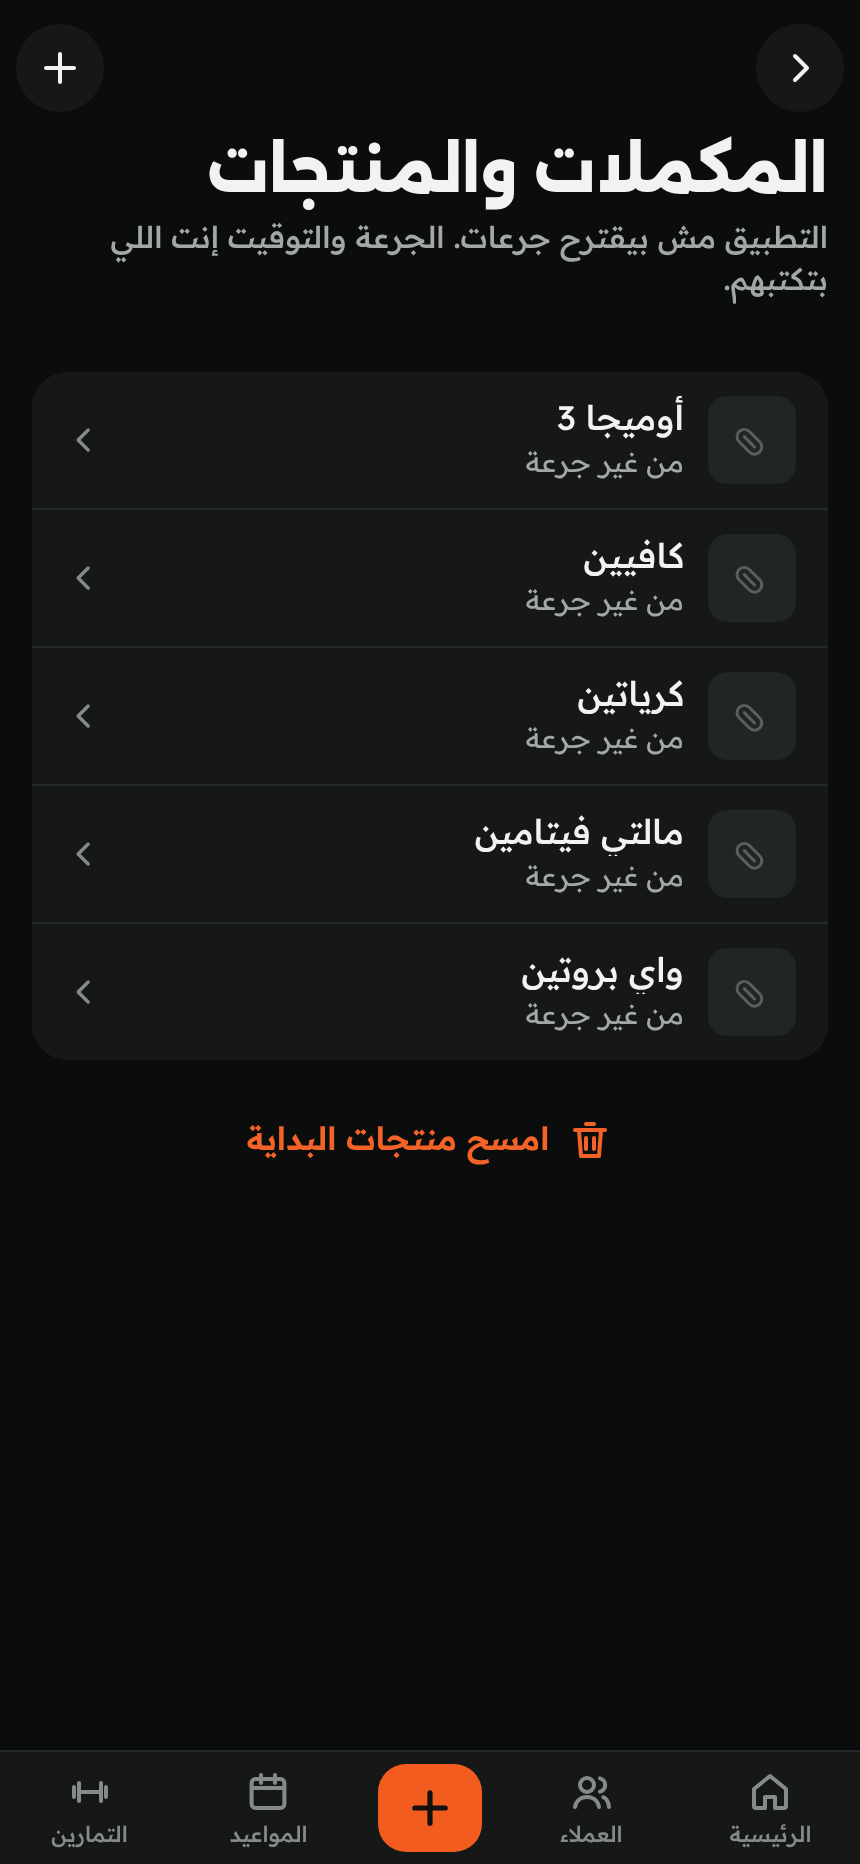 المكملات والمنتجات
التطبيق مش بيقترح جرعات. الجرعة والتوقيت إنت اللي
بتكتبهم.
أوميجا 3
من غير جرعة
كافيين
من غير جرعة
كرياتين
من غير جرعة
مالتي فيتامين
من غير جرعة
واي بروتين
من غير جرعة
امسح منتجات البداية
الرئيسية
العملاء
المواعيد
التمارين